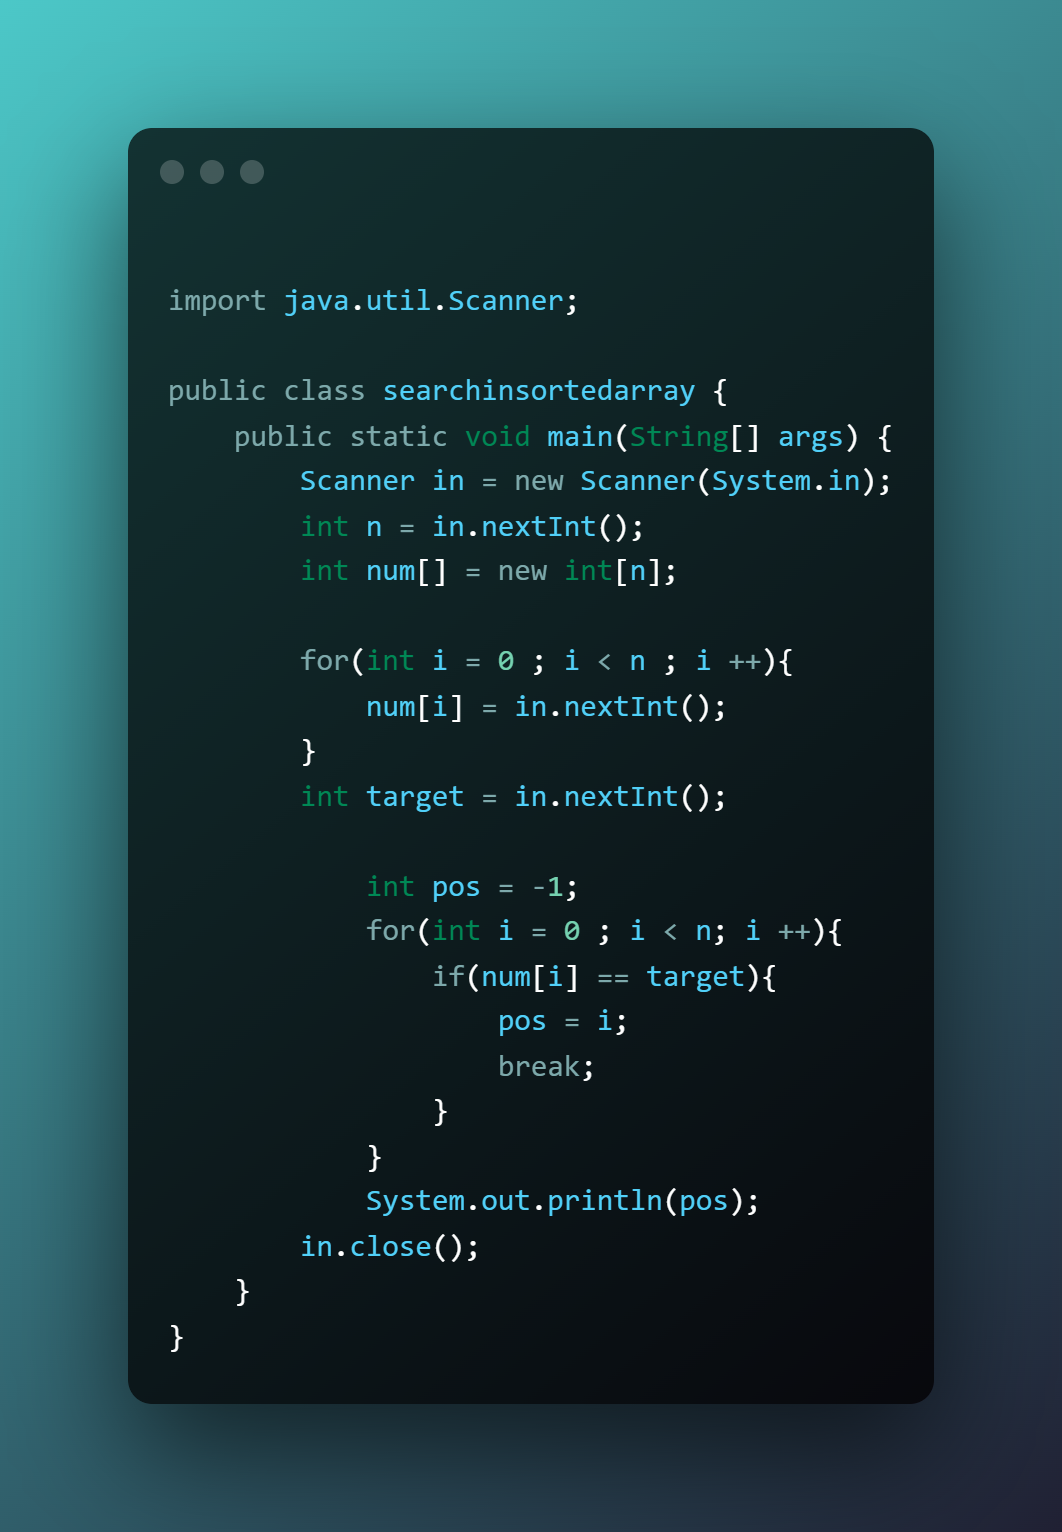 import java.util.Scanner;

public class searchinsortedarray {
    public static void main(String[] args) {
        Scanner in = new Scanner(System.in);
        int n = in.nextInt();
        int num[] = new int[n];

        for(int i = 0 ; i < n ; i ++){
            num[i] = in.nextInt();
        }
        int target = in.nextInt();

            int pos = -1;
            for(int i = 0 ; i < n; i ++){
                if(num[i] == target){
                    pos = i;
                    break;
                }
            }
            System.out.println(pos);
        in.close();
    }
}